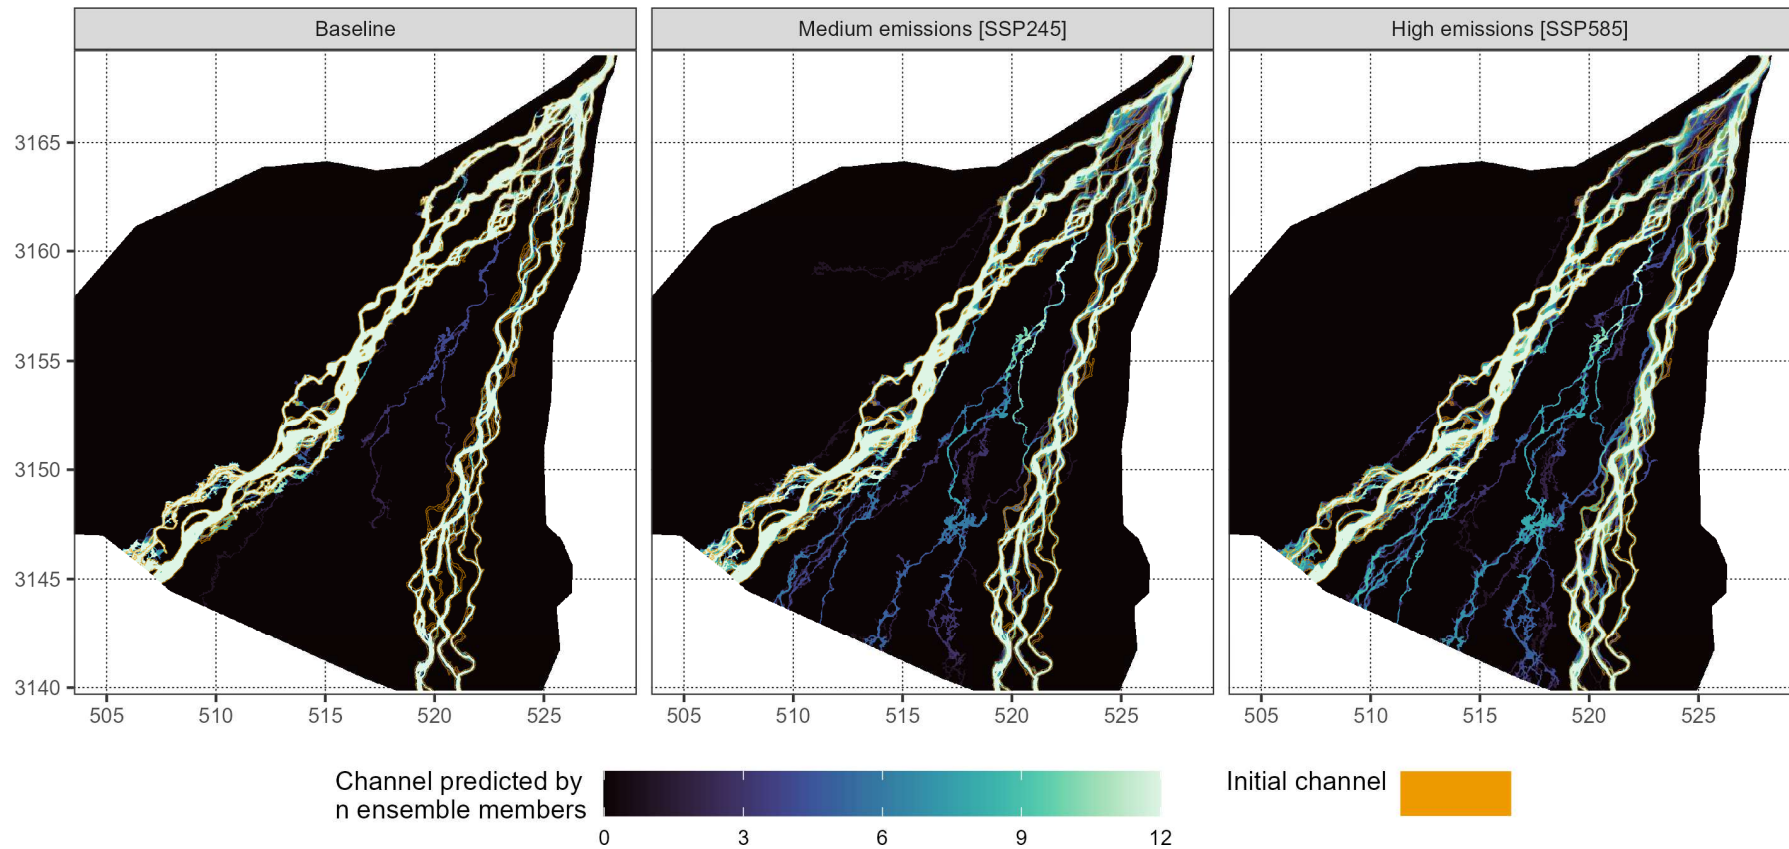 Baseline
Medium emissions [SSP245]
High emissions [SSP585]
3165
3160
3155
3150
3145
3140
505 510 515 520 525
505 510 515 520 525
505 510 515 520 525
Channel predicted by
n ensemble members
0 3 6 9 12
Initial channel